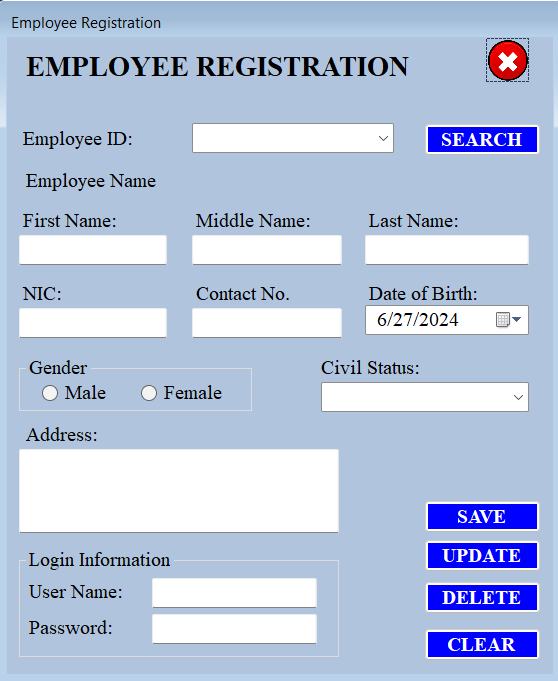 Employee Registration
EMPLOYEE REGISTRATION
Employee ID:
SEARCH
Employee Name
First Name: Middle Name: Last Name:
NIC: Contact No. Date of Birth:
6/27/2024
Gender Civil Status:
Male Female
Address:
SAVE
UPDATE
Login Information
User Name: DELETE
Password:
CLEAR